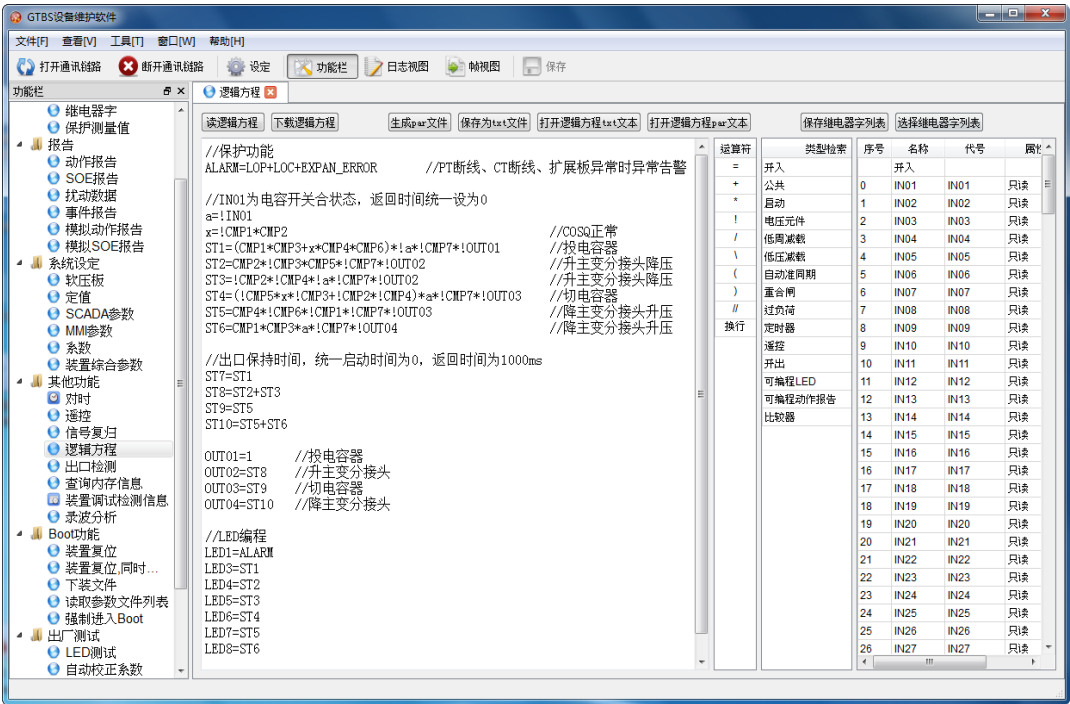 GTBS设备维护软件
文件[F] 查看[V] 工具[T] 窗口[W] 帮助[H]
打开通讯链路 断开通讯链路 设定 功能栏 日志视图 帧视图 保存
功能栏
继电器字
保护测量值
报告
动作报告
SOE报告
扰动数据
事件报告
模拟动作报告
模拟SOE报告
系统设定
软压板
定值
SCADA参数
MMI参数
系数
装置综合参数
其他功能
对时
遥控
信号复归
逻辑方程
出口检测
查询内存信息
装置调试检测信息
录波分析
Boot功能
装置复位
装置复位,同时...
下装文件
读取参数文件列表
强制进入Boot
出厂测试
LED测试
自动校正系数
逻辑方程
读逻辑方程 下载逻辑方程 生成par文件 保存为txt文件 打开逻辑方程txt文本 打开逻辑方程par文本 保存继电器字列表 选择继电器字列表
//保护功能
ALARM=LOP+LOC+EXPAN_ERROR //PT断线、CT断线、扩展板异常时异常告警
//IN01为电容开关合状态，返回时间统一设为0
a=!IN01
x=!CMP1*CMP2 //COSQ正常
ST1=(CMP1*CMP3+x*CMP4*CMP6)*!a*!CMP7*!OUT01 //投电容器
ST2=CMP2*!CMP3*CMP5*!CMP7*!OUT02 //升主变分接头降压
ST3=!CMP2*!CMP4*!a*!CMP7*!OUT02 //升主变分接头降压
ST4=(!CMP5*x*!CMP3+!CMP2*!CMP4)*a*!CMP7*!OUT03 //切电容器
ST5=CMP4*!CMP6*!CMP1*!CMP7*!OUT03 //降主变分接头升压
ST6=CMP1*CMP3*a*!CMP7*!OUT04 //降主变分接头升压
//出口保持时间，统一启动时间为0，返回时间为1000ms
ST7=ST1
ST8=ST2+ST3
ST9=ST5
ST10=ST5+ST6
OUT01=1 //投电容器
OUT02=ST8 //升主变分接头
OUT03=ST9 //切电容器
OUT04=ST10 //降主变分接头
//LED编程
LED1=ALARM
LED3=ST1
LED4=ST2
LED5=ST3
LED6=ST4
LED7=ST5
LED8=ST6
运算符
=
+
*
!
/
\
(
)
//
换行
类型检索
开入
公共
启动
电压元件
低周减载
低压减载
自动准同期
重合闸
过负荷
定时器
遥控
开出
可编程LED
可编程动作报告
比较器
序号 名称 代号 属性
开入
0 IN01 IN01 只读
1 IN02 IN02 只读
2 IN03 IN03 只读
3 IN04 IN04 只读
4 IN05 IN05 只读
5 IN06 IN06 只读
6 IN07 IN07 只读
7 IN08 IN08 只读
8 IN09 IN09 只读
9 IN10 IN10 只读
10 IN11 IN11 只读
11 IN12 IN12 只读
12 IN13 IN13 只读
13 IN14 IN14 只读
14 IN15 IN15 只读
15 IN16 IN16 只读
16 IN17 IN17 只读
17 IN18 IN18 只读
18 IN19 IN19 只读
19 IN20 IN20 只读
20 IN21 IN21 只读
21 IN22 IN22 只读
22 IN23 IN23 只读
23 IN24 IN24 只读
24 IN25 IN25 只读
25 IN26 IN26 只读
26 IN27 IN27 只读